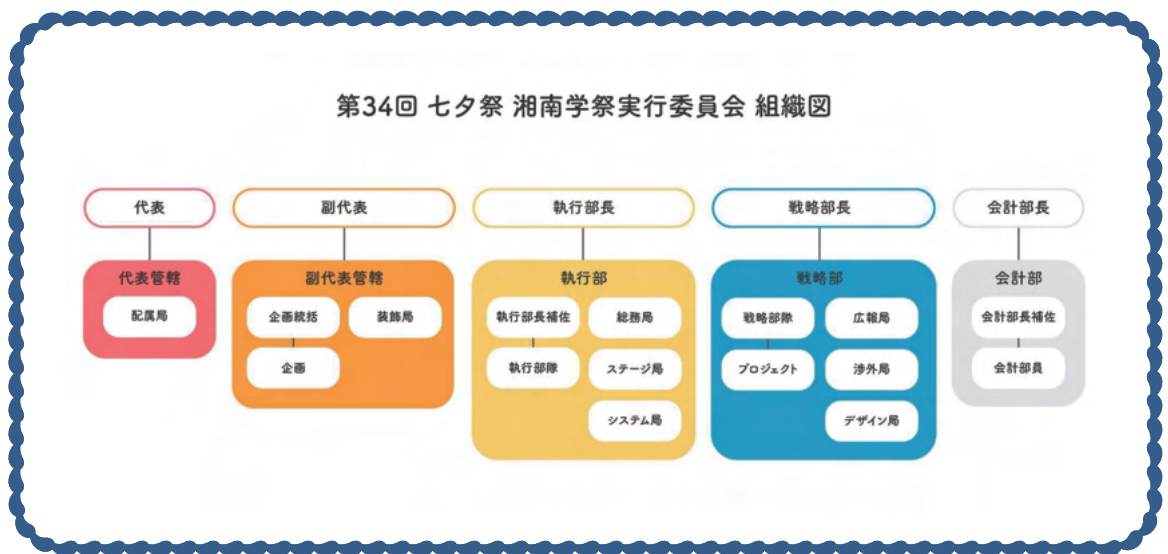 第34回 七夕祭 湘南学祭実行委員会 組織図
代表
代表管轄
配属局
副代表
副代表管轄
企画統括
装飾局
企画
執行部長
執行部
執行部長補佐
総務局
執行部隊
ステージ局
システム局
戦略部長
戦略部
戦略部隊
広報局
プロジェクト
渉外局
デザイン局
会計部長
会計部
会計部長補佐
会計部員